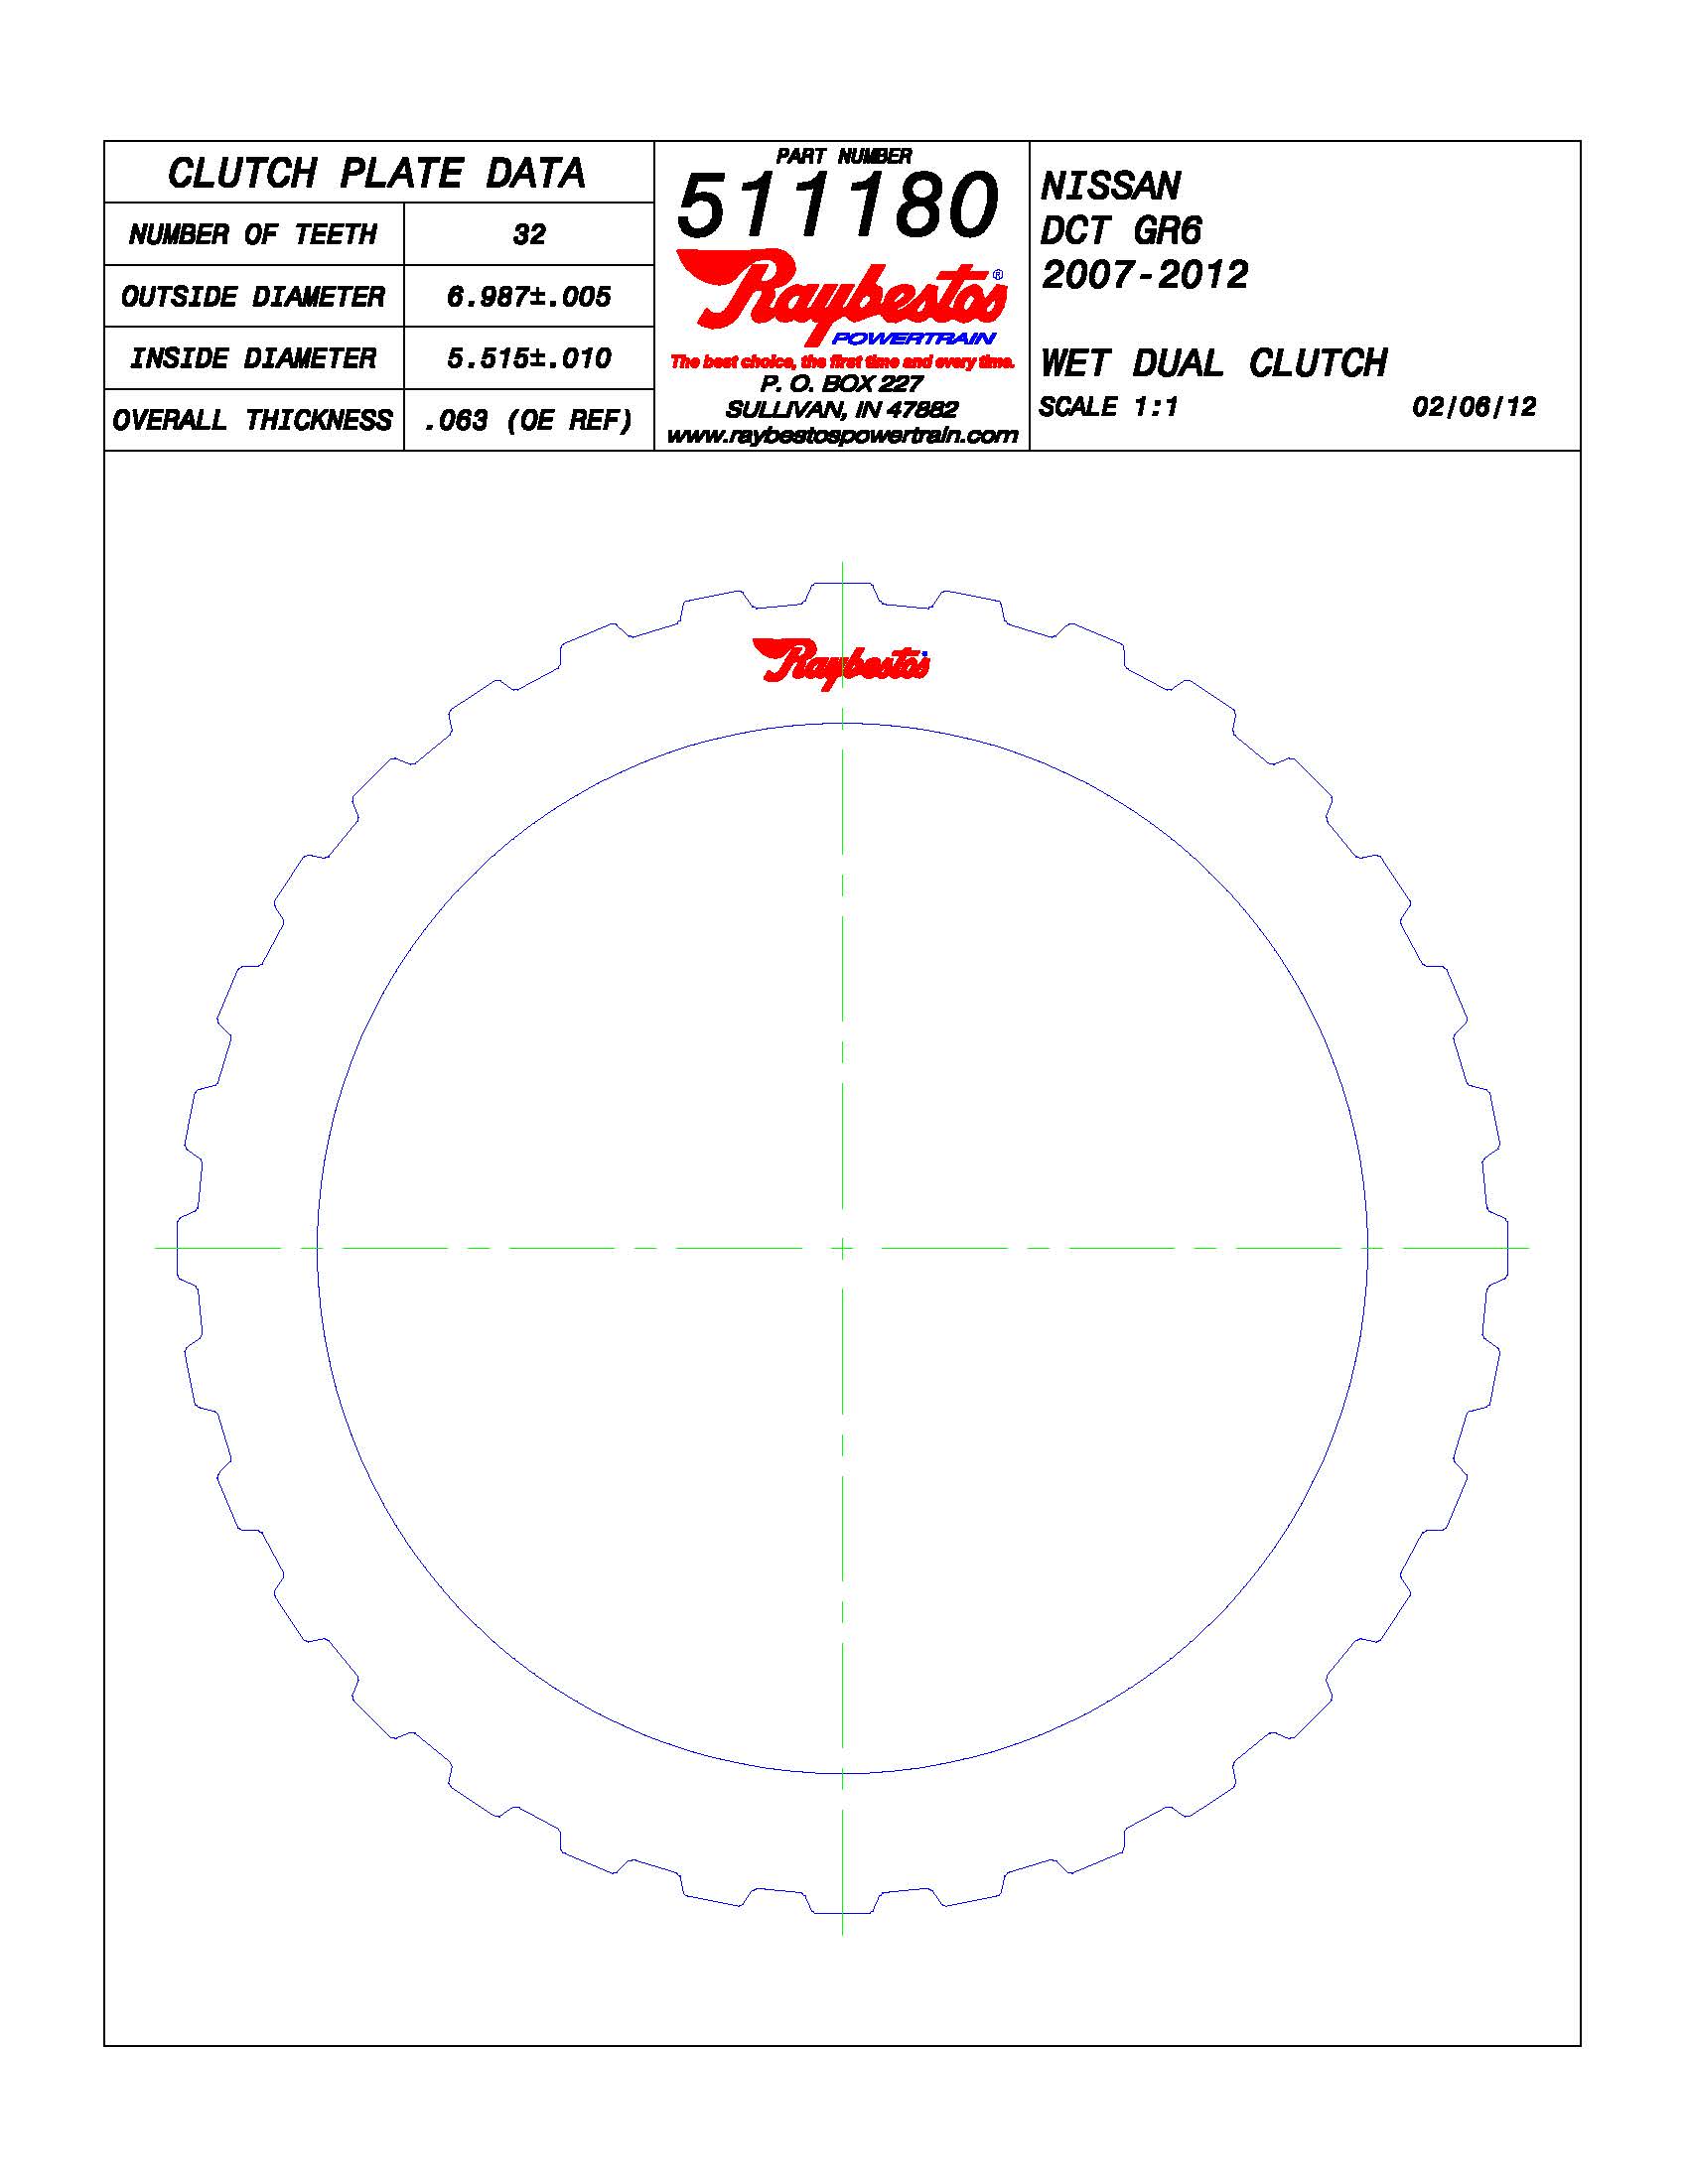 CLUTCH PLATE DATA
NUMBER OF TEETH 32
OUTSIDE DIAMETER 6.987±.005
INSIDE DIAMETER 5.515±.010
OVERALL THICKNESS .063 (OE REF)
PART NUMBER
511180
Raybestos®
POWERTRAIN
The best choice, the first time and every time.
P. O. BOX 227
SULLIVAN, IN 47882
www.raybestospowertrain.com
NISSAN
DCT GR6
2007-2012
WET DUAL CLUTCH
SCALE 1:1 02/06/12
Raybestos